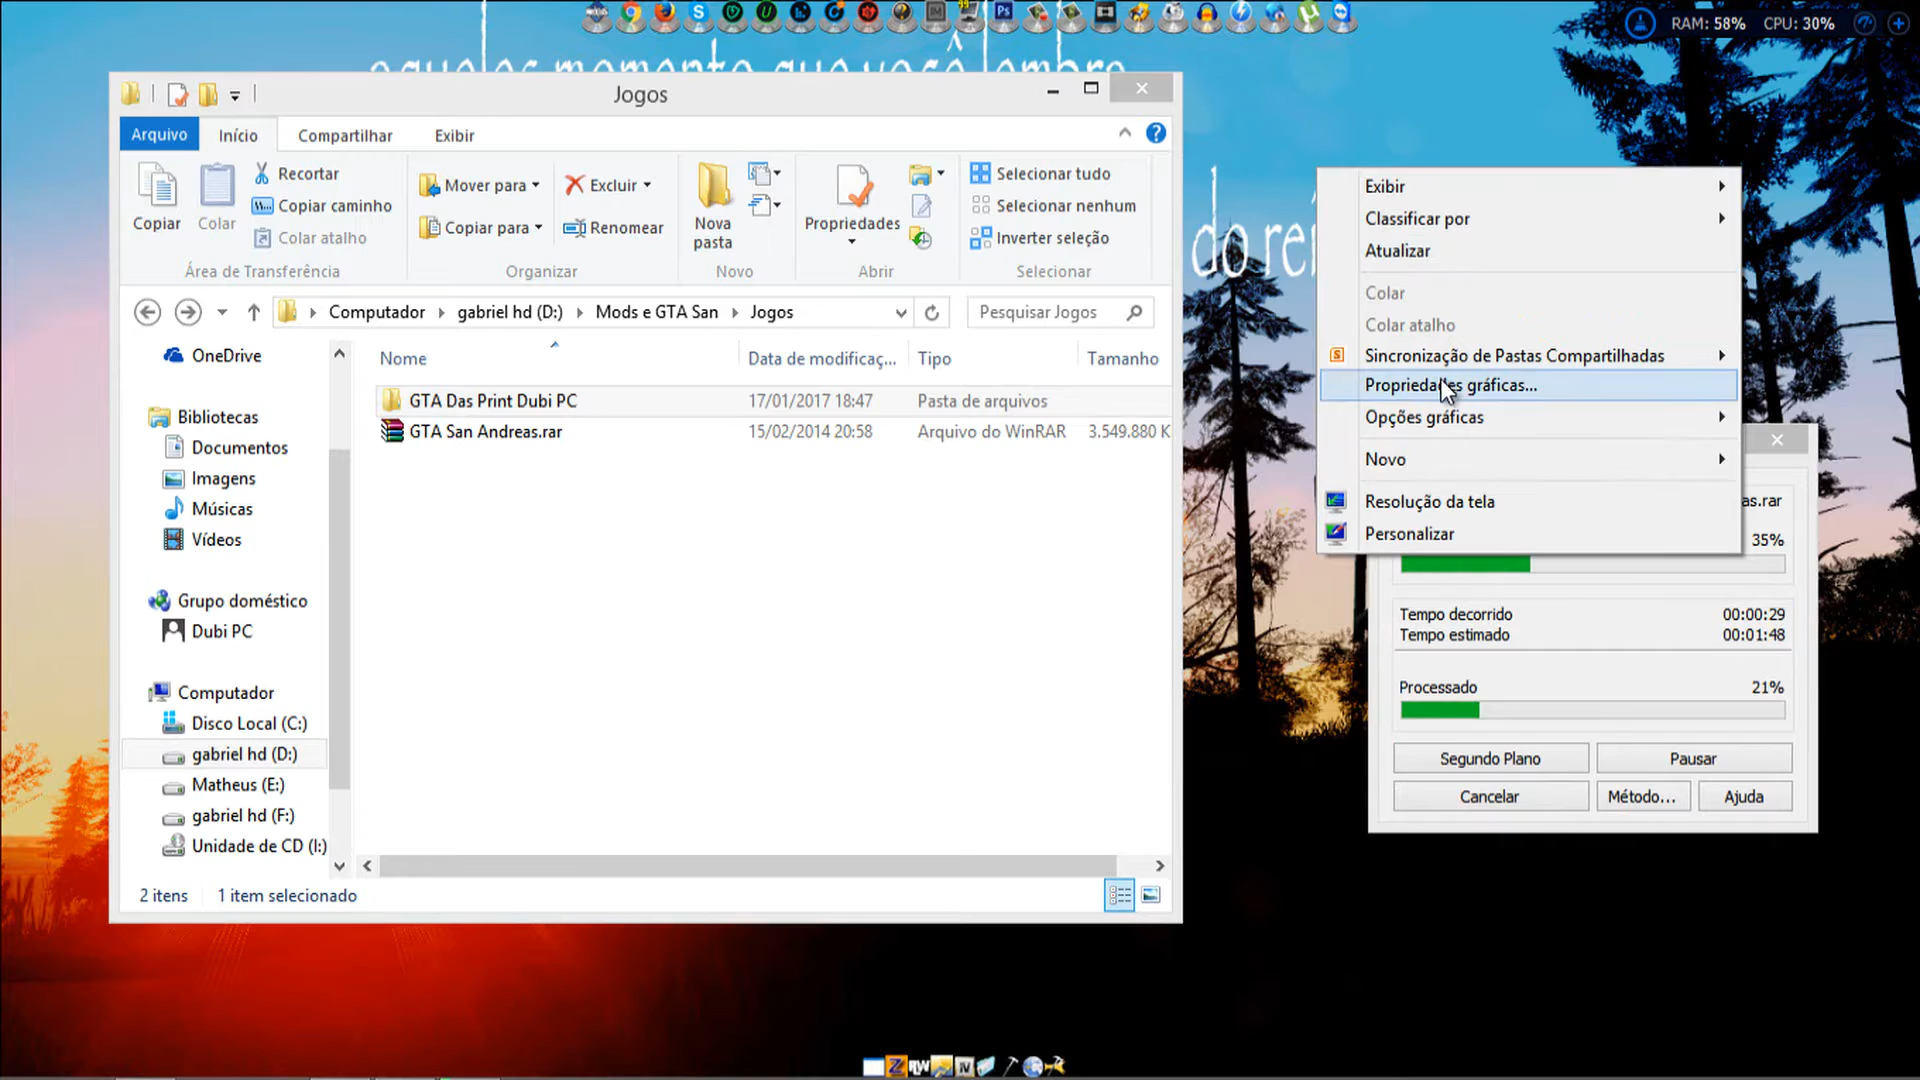 RAM: 58% CPU: 30%
aqueles momento que você lembra
do rei
Jogos
Arquivo Início Compartilhar Exibir
Copiar
Colar
Recortar
Copiar caminho
Colar atalho
Área de Transferência
Mover para
Copiar para
Excluir
Renomear
Organizar
Nova
pasta
Novo
Propriedades
Abrir
Selecionar tudo
Selecionar nenhum
Inverter seleção
Selecionar
Computador gabriel hd (D:) Mods e GTA San Jogos
Pesquisar Jogos
OneDrive
Bibliotecas
Documentos
Imagens
Músicas
Vídeos
Grupo doméstico
Dubi PC
Computador
Disco Local (C:)
gabriel hd (D:)
Matheus (E:)
gabriel hd (F:)
Unidade de CD (I:)
Nome Data de modificaç... Tipo Tamanho
GTA Das Print Dubi PC 17/01/2017 18:47 Pasta de arquivos
GTA San Andreas.rar 15/02/2014 20:58 Arquivo do WinRAR 3.549.880 K
2 itens 1 item selecionado
Exibir
Classificar por
Atualizar
Colar
Colar atalho
Sincronização de Pastas Compartilhadas
Propriedades gráficas...
Opções gráficas
Novo
Resolução da tela
Personalizar
as.rar
35%
Tempo decorrido 00:00:29
Tempo estimado 00:01:48
Processado 21%
Segundo Plano Pausar
Cancelar Método... Ajuda